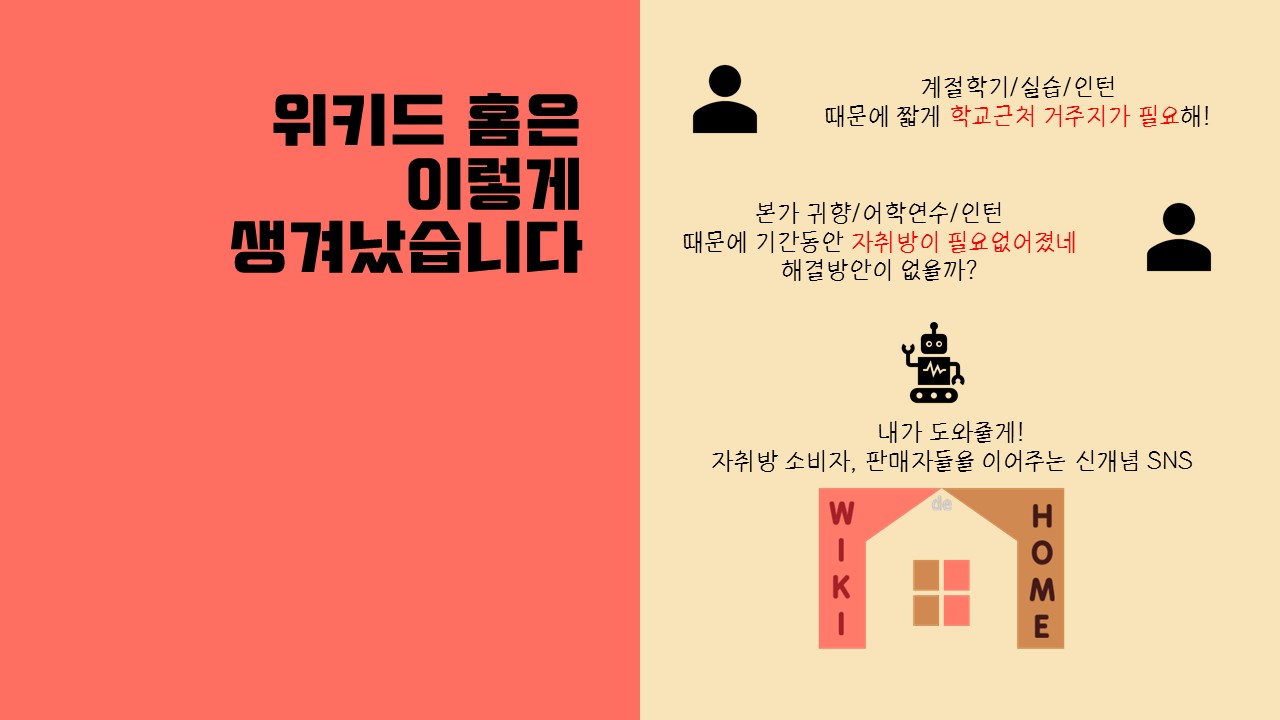 위키드 홈은
이렇게
생겨났습니다
계절학기/실습/인턴
때문에 짧게 학교근처 거주지가 필요해!
본가 귀향/어학연수/인턴
때문에 기간동안 자취방이 필요없어졌네
해결방안이 없을까?
내가 도와줄게!
자취방 소비자, 판매자들을 이어주는 신개념 SNS
WIKI
de
HOME